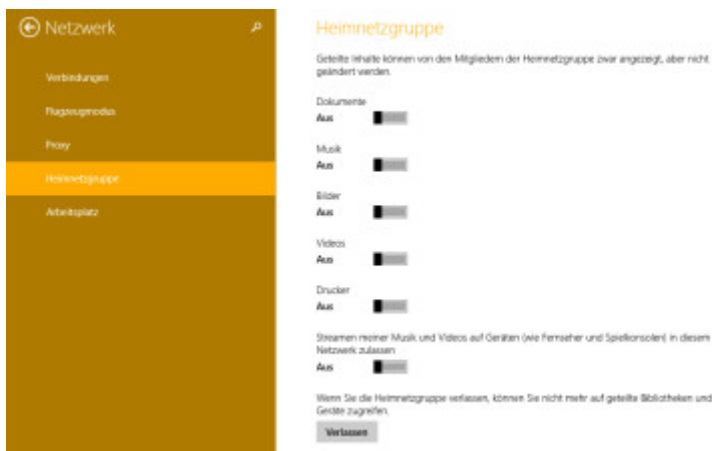 Netzwerk
Verbindungen
Flugzeugmodus
Proxy
Heimnetzgruppe
Arbeitsplatz
Heimnetzgruppe
Geteilte Inhalte können von den Mitgliedern der Heimnetzgruppe zwar angezeigt, aber nicht
geändert werden.
Dokumente
Aus
Musik
Aus
Bilder
Aus
Videos
Aus
Drucker
Aus
Streamen meiner Musik und Videos auf Geräten (wie Fernseher und Spielkonsolen) in diesem
Netzwerk zulassen
Aus
Wenn Sie die Heimnetzgruppe verlassen, können Sie nicht mehr auf geteilte Bibliotheken und
Geräte zugreifen.
Verlassen